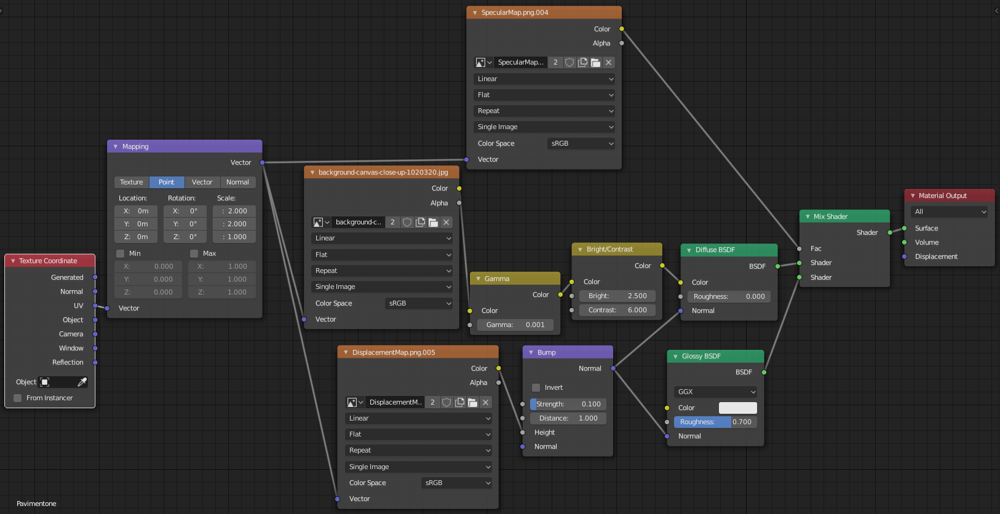 SpecularMap.png.004
Color
Alpha
SpecularMap... 2
Linear
Flat
Repeat
Single Image
Color Space sRGB
Vector
Mapping
Vector
Texture Point Vector Normal
Location: Rotation: Scale:
X: 0m X: 0° : 2.000
Y: 0m Y: 0° : 2.000
Z: 0m Z: 0° : 1.000
Min Max
X: 0.000 X: 1.000
Y: 0.000 Y: 1.000
Z: 0.000 Z: 1.000
Vector
background-canvas-close-up-1020320.jpg
Color
Alpha
background-c.. 2
Linear
Flat
Repeat
Single Image
Color Space sRGB
Vector
Texture Coordinate
Generated
Normal
UV
Object
Camera
Window
Reflection
Object
From Instancer
Gamma
Color
Color
Gamma: 0.001
Bright/Contrast
Color
Color
Bright: 2.500
Contrast: 6.000
Diffuse BSDF
BSDF
Color
Roughness: 0.000
Normal
Mix Shader
Shader
Fac
Shader
Shader
Material Output
All
Surface
Volume
Displacement
DisplacementMap.png.005
Color
Alpha
DisplacementM.. 2
Linear
Flat
Repeat
Single Image
Color Space sRGB
Vector
Bump
Normal
Invert
Strength: 0.100
Distance: 1.000
Height
Normal
Glossy BSDF
BSDF
GGX
Color
Roughness: 0.700
Normal
Pavimentone